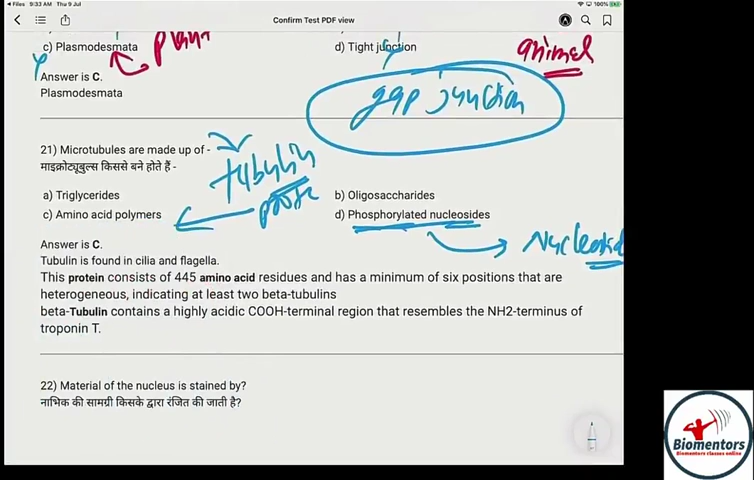 Files 9:33 AM Thu 9 Jul
100%
Confirm Test PDF view
c) Plasmodesmata
d) Tight junction
animal
Answer is C.
Plasmodesmata
gap junction
21) Microtubules are made up of -
माइक्रोट्यूबुल्स किससे बने होते हैं -
tubulin
a) Triglycerides
b) Oligosaccharides
c) Amino acid polymers
d) Phosphorylated nucleosides
Answer is C.
Tubulin is found in cilia and flagella.
This protein consists of 445 amino acid residues and has a minimum of six positions that are
heterogeneous, indicating at least two beta-tubulins
beta-Tubulin contains a highly acidic COOH-terminal region that resembles the NH2-terminus of
troponin T.
22) Material of the nucleus is stained by?
नाभिक की सामग्री किसके द्वारा रंजित की जाती है?
Biomentors
Biomentors classes online